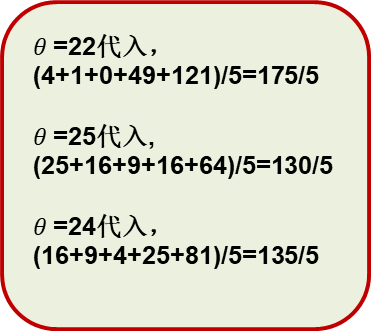 θ =22代入，
(4+1+0+49+121)/5=175/5
θ =25代入,
(25+16+9+16+64)/5=130/5
θ =24代入，
(16+9+4+25+81)/5=135/5